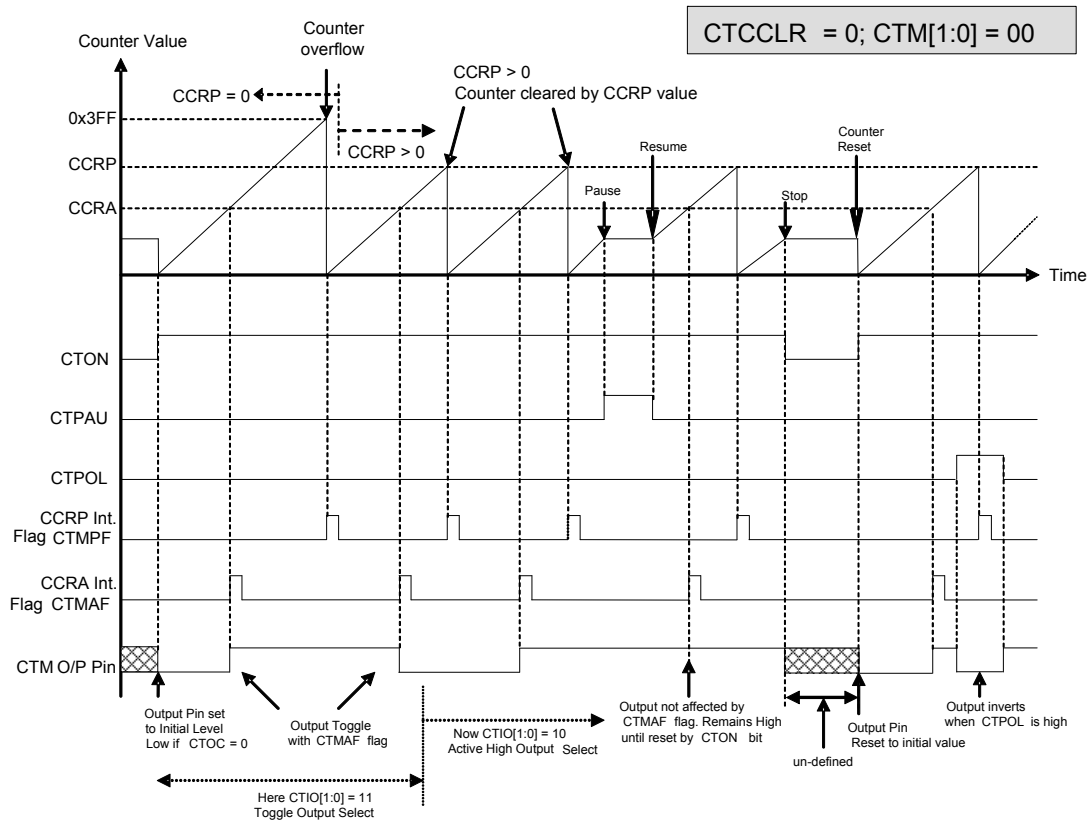 CTCCLR = 0; CTM[1:0] = 00
Counter Value
Counter
overflow
CCRP = 0
CCRP > 0
CCRP > 0
Counter cleared by CCRP value
0x3FF
CCRP
CCRA
Pause
Resume
Stop
Counter
Reset
Time
CTON
CTPAU
CTPOL
CCRP Int.
Flag CTMPF
CCRA Int.
Flag CTMAF
CTM O/P Pin
Output Pin set
to Initial Level
Low if CTOC = 0
Output Toggle
with CTMAF flag
Now CTIO[1:0] = 10
Active High Output Select
Output not affected by
CTMAF flag. Remains High
until reset by CTON bit
un-defined
Output Pin
Reset to initial value
Output inverts
when CTPOL is high
Here CTIO[1:0] = 11
Toggle Output Select